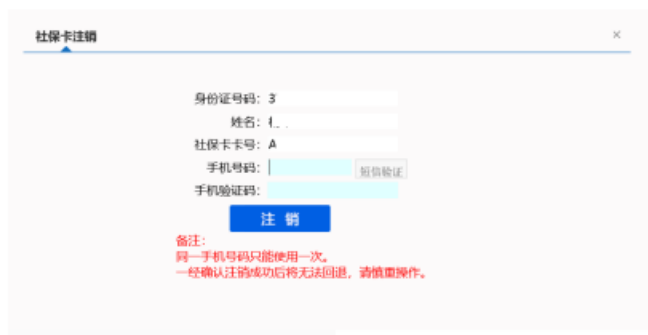 社保卡注销
×
身份证号码: 3
姓名:
社保卡卡号: A
手机号码: 短信验证
手机验证码:
注 销
备注:
同一手机号码只能使用一次。
一经确认注销成功后将无法回退，请慎重操作。